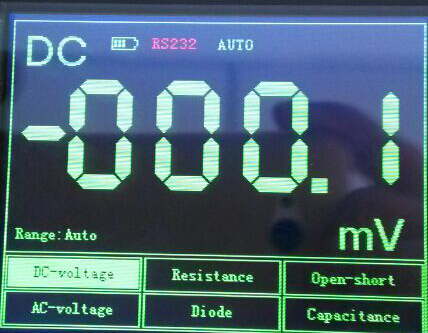 DC RS232 AUTO
-000.1
mV
Range:Auto
DC-voltage Resistance Open-short
AC-voltage Diode Capacitance